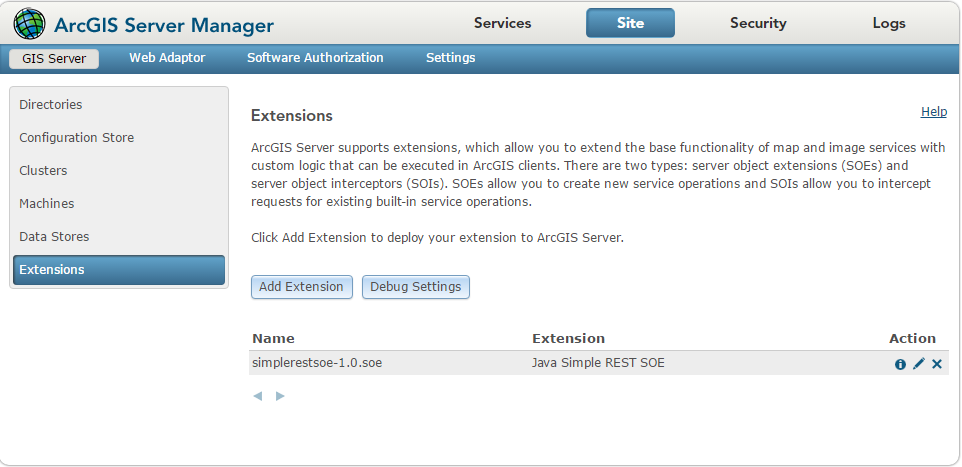 ArcGIS Server Manager
Services
Site
Security
Logs
GIS Server
Web Adaptor
Software Authorization
Settings
Directories
Configuration Store
Clusters
Machines
Data Stores
Extensions
Extensions
Help
ArcGIS Server supports extensions, which allow you to extend the base functionality of map and image services with
custom logic that can be executed in ArcGIS clients. There are two types: server object extensions (SOEs) and
server object interceptors (SOIs). SOEs allow you to create new service operations and SOIs allow you to intercept
requests for existing built-in service operations.
Click Add Extension to deploy your extension to ArcGIS Server.
Add Extension
Debug Settings
Name
Extension
Action
simplerestsoe-1.0.soe
Java Simple REST SOE